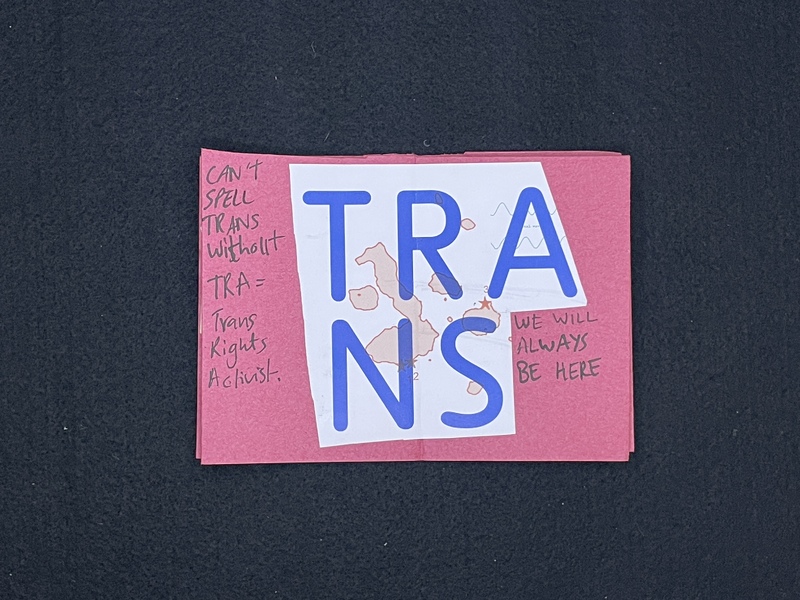 CAN't
SPELL
TRANS
Without
TRA =
Trans
Rights
Activist.
TRA
NS
WE WILL
ALWAYS
BE HERE